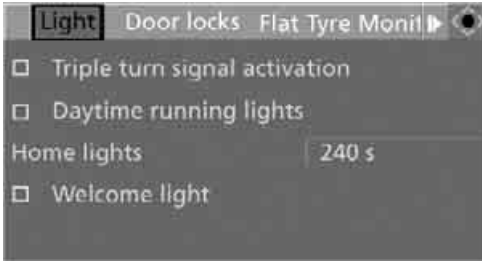 Light Door locks Flat Tyre Monit
Triple turn signal activation
Daytime running lights
Home lights 240 s
Welcome light